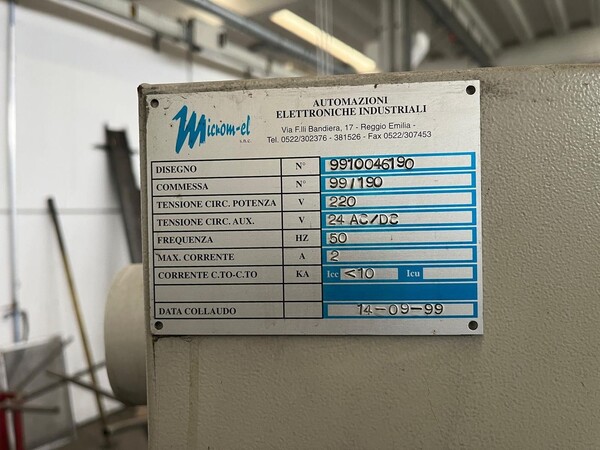 Microm-el
s.n.c.
AUTOMAZIONI
ELETTRONICHE INDUSTRIALI
Via F.lli Bandiera, 17 - Reggio Emilia -
Tel. 0522/302376 - 381526 - Fax 0522/307453
DISEGNO N° 9910046190
COMMESSA N° 99/190
TENSIONE CIRC. POTENZA V 220
TENSIONE CIRC. AUX. V 24 AC/DC
FREQUENZA HZ 50
MAX. CORRENTE A 2
CORRENTE C.TO-C.TO KA Icc <10 Icu
DATA COLLAUDO 14-09-99